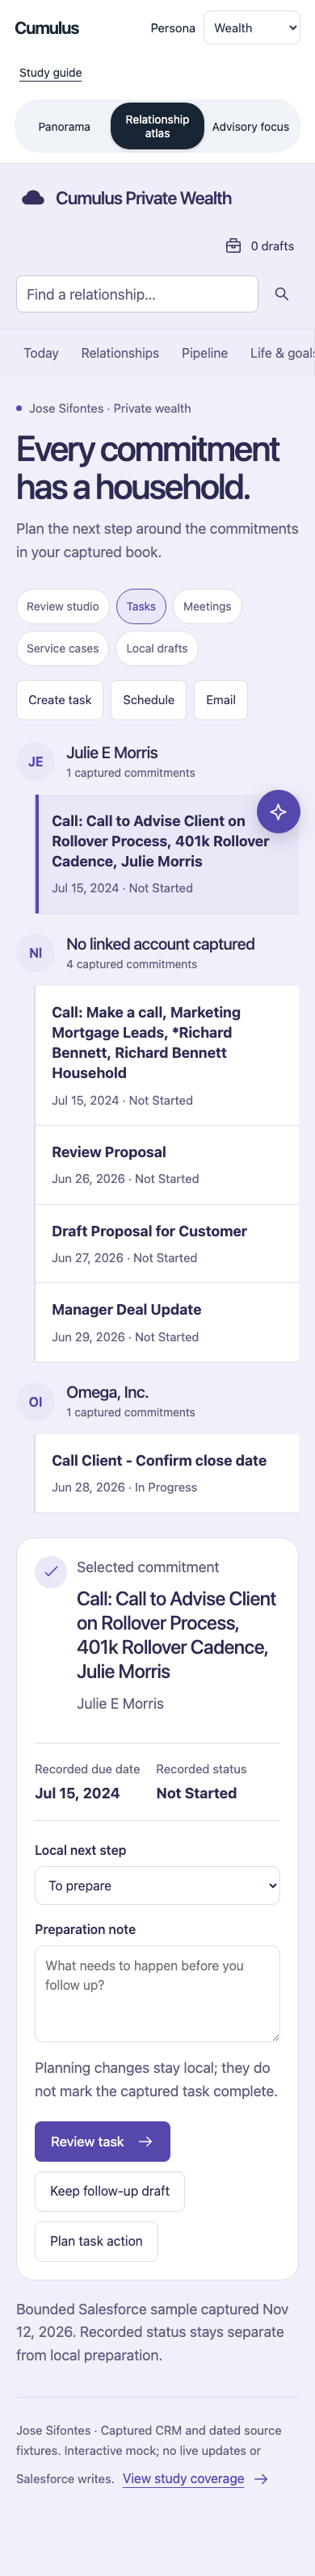 Cumulus
Persona
Wealth
Study guide
Panorama
Relationship
atlas
Advisory focus
Cumulus Private Wealth
0 drafts
Find a relationship...
Today
Relationships
Pipeline
Life & goals
Jose Sifontes · Private wealth
Every commitment
has a household.
Plan the next step around the commitments
in your captured book.
Review studio
Tasks
Meetings
Service cases
Local drafts
Create task
Schedule
Email
JE
Julie E Morris
1 captured commitments
Call: Call to Advise Client on
Rollover Process, 401k Rollover
Cadence, Julie Morris
Jul 15, 2024 · Not Started
NI
No linked account captured
4 captured commitments
Call: Make a call, Marketing
Mortgage Leads, *Richard
Bennett, Richard Bennett
Household
Jul 15, 2024 · Not Started
Review Proposal
Jun 26, 2026 · Not Started
Draft Proposal for Customer
Jun 27, 2026 · Not Started
Manager Deal Update
Jun 29, 2026 · Not Started
OI
Omega, Inc.
1 captured commitments
Call Client - Confirm close date
Jun 28, 2026 · In Progress
Selected commitment
Call: Call to Advise Client
on Rollover Process,
401k Rollover Cadence,
Julie Morris
Julie E Morris
Recorded due date
Jul 15, 2024
Recorded status
Not Started
Local next step
To prepare
Preparation note
What needs to happen before you
follow up?
Planning changes stay local; they do
not mark the captured task complete.
Review task
Keep follow-up draft
Plan task action
Bounded Salesforce sample captured Nov
12, 2026. Recorded status stays separate
from local preparation.
Jose Sifontes · Captured CRM and dated source
fixtures. Interactive mock; no live updates or
Salesforce writes. View study coverage